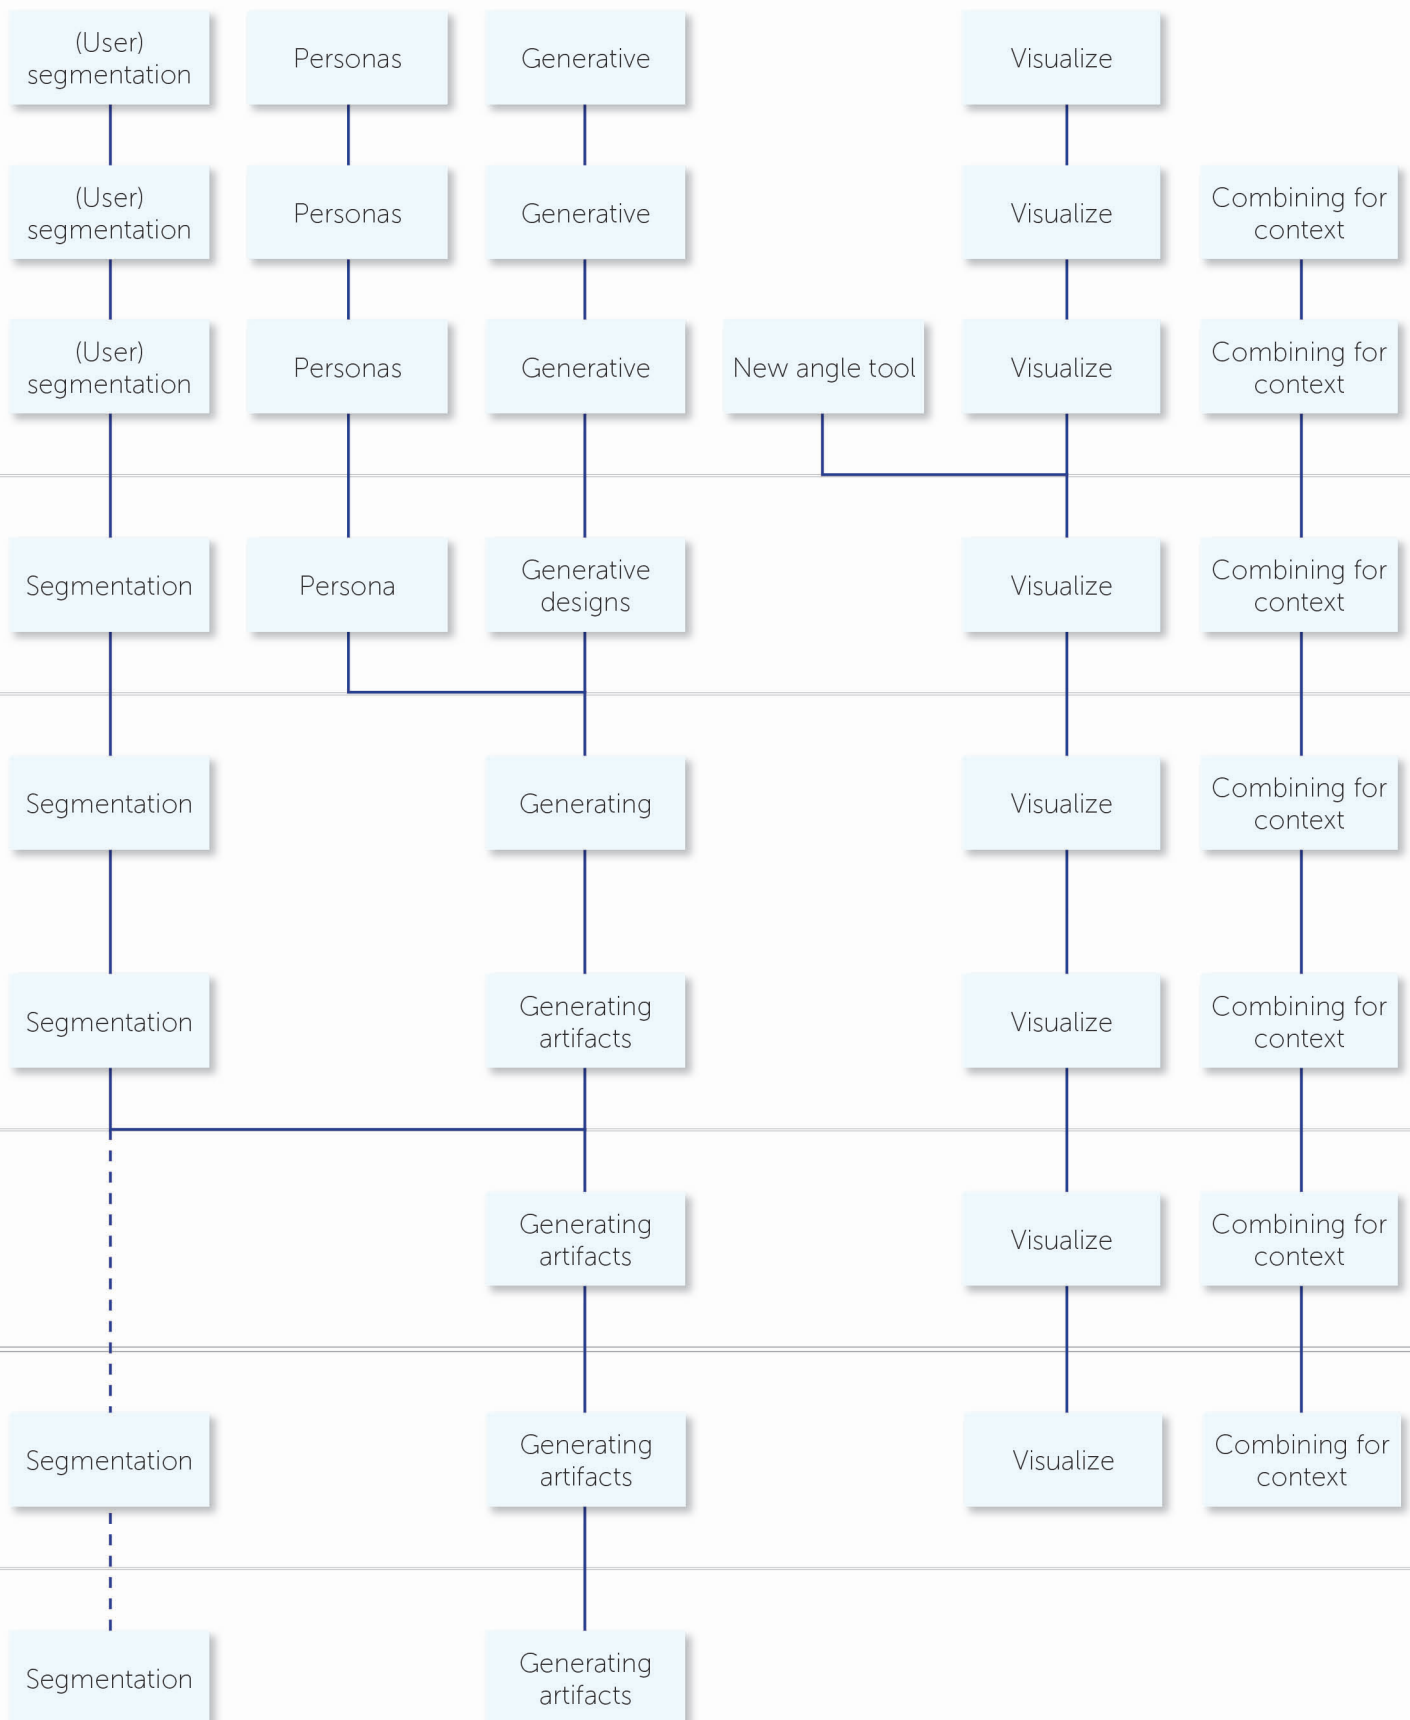 (User)
segmentation
Personas
Generative
Visualize
(User)
segmentation
Personas
Generative
Visualize
Combining for
context
(User)
segmentation
Personas
Generative
New angle tool
Visualize
Combining for
context
Segmentation
Persona
Generative
designs
Visualize
Combining for
context
Segmentation
Generating
Visualize
Combining for
context
Segmentation
Generating
artifacts
Visualize
Combining for
context
Generating
artifacts
Visualize
Combining for
context
Segmentation
Generating
artifacts
Visualize
Combining for
context
Segmentation
Generating
artifacts